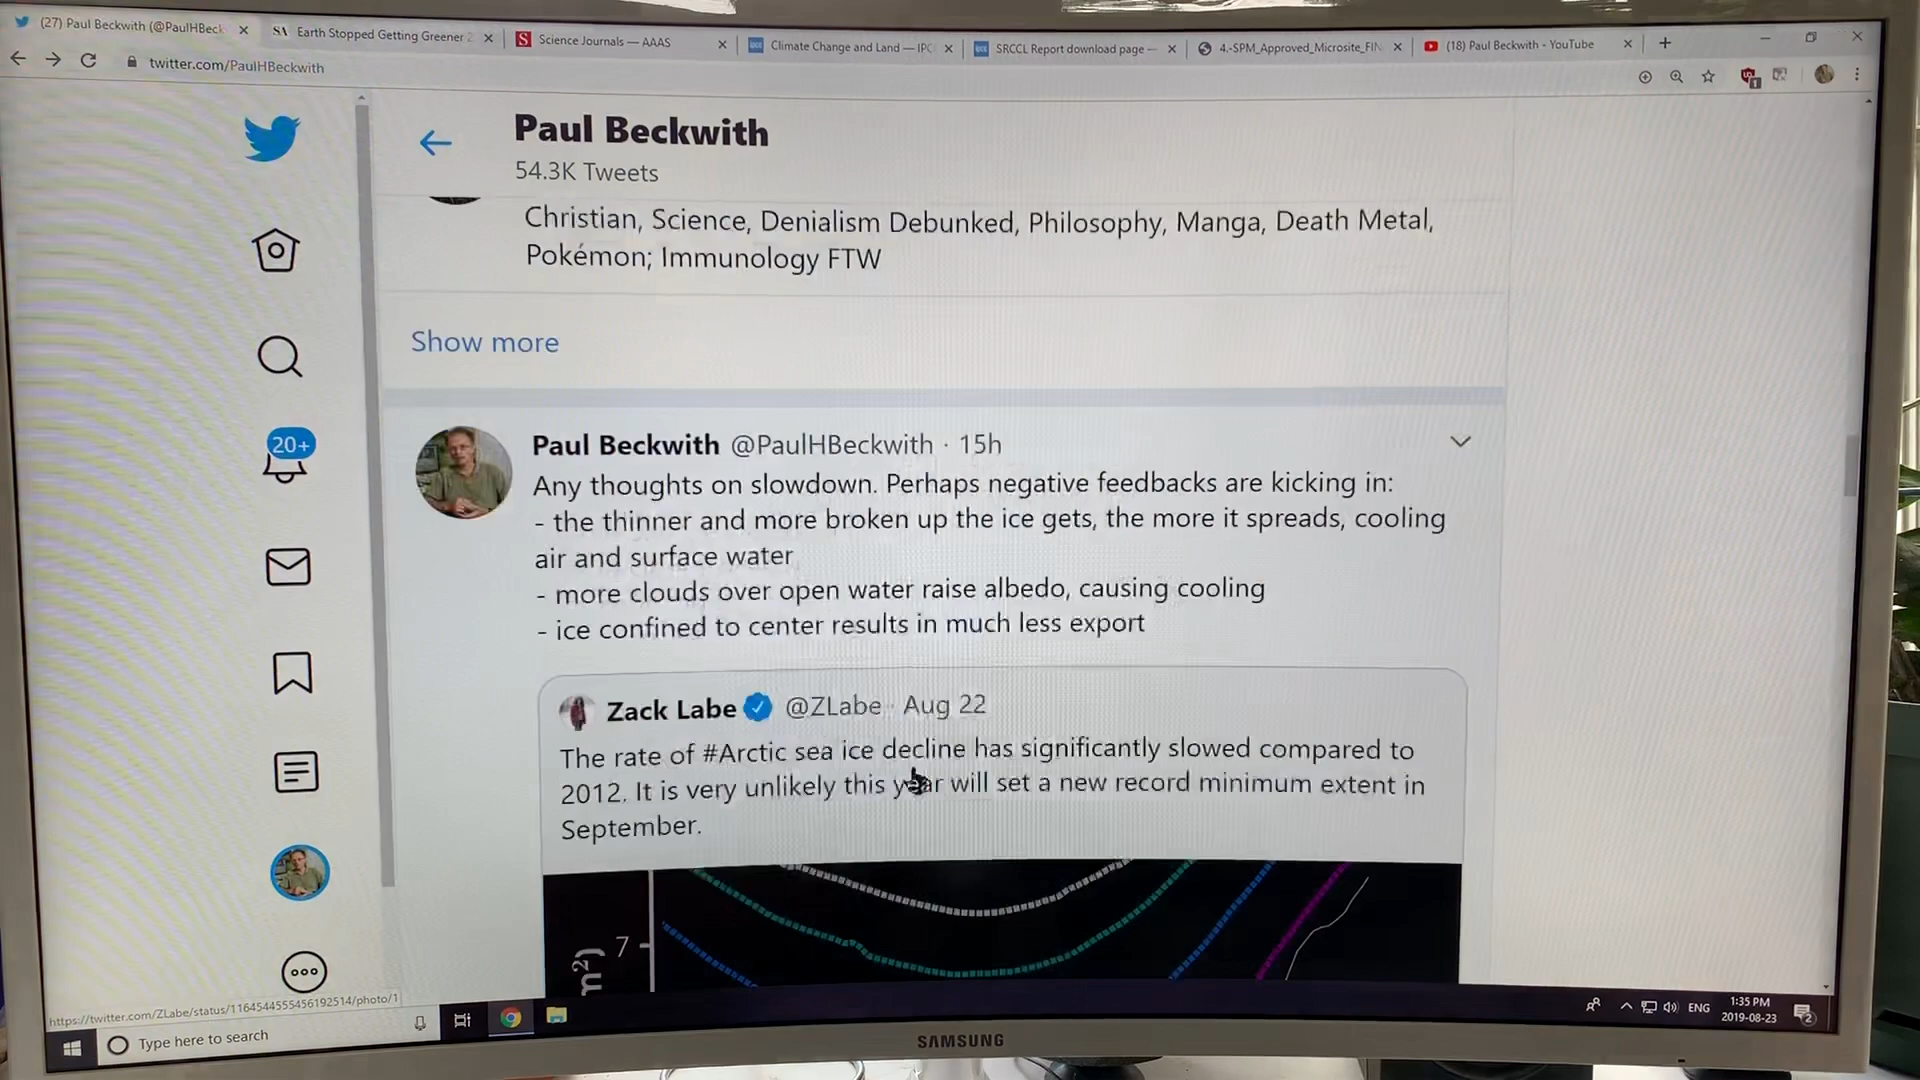 (27) Paul Beckwith (@PaulHBeck
SA Earth Stopped Getting Greener 2
S Science Journals — AAAS
Climate Change and Land — IPC
SRCCL Report download page —
4.-SPM_Approved_Microsite_FIN
(18) Paul Beckwith - YouTube
twitter.com/PaulHBeckwith
Paul Beckwith
54.3K Tweets
Christian, Science, Denialism Debunked, Philosophy, Manga, Death Metal,
Pokémon; Immunology FTW
Show more
20+
Paul Beckwith @PaulHBeckwith · 15h
Any thoughts on slowdown. Perhaps negative feedbacks are kicking in:
- the thinner and more broken up the ice gets, the more it spreads, cooling
air and surface water
- more clouds over open water raise albedo, causing cooling
- ice confined to center results in much less export
Zack Labe @ZLabe · Aug 22
The rate of #Arctic sea ice decline has significantly slowed compared to
2012. It is very unlikely this year will set a new record minimum extent in
September.
7
m²)
https://twitter.com/ZLabe/status/1164544555456192514/photo/1
Type here to search
ENG
1:35 PM
2019-08-23
2
SAMSUNG